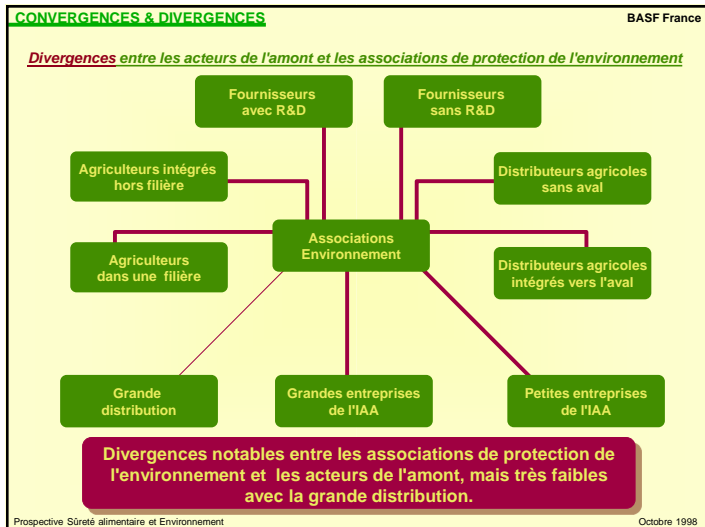 CONVERGENCES & DIVERGENCES
BASF France
Divergences entre les acteurs de l'amont et les associations de protection de l'environnement
Fournisseurs
avec R&D
Fournisseurs
sans R&D
Agriculteurs intégrés
hors filière
Distributeurs agricoles
sans aval
Associations
Environnement
Agriculteurs
dans une filière
Distributeurs agricoles
intégrés vers l'aval
Grande
distribution
Grandes entreprises
de l'IAA
Petites entreprises
de l'IAA
Divergences notables entre les associations de protection de
l'environnement et les acteurs de l'amont, mais très faibles
avec la grande distribution.
Prospective Sûreté alimentaire et Environnement
Octobre 1998